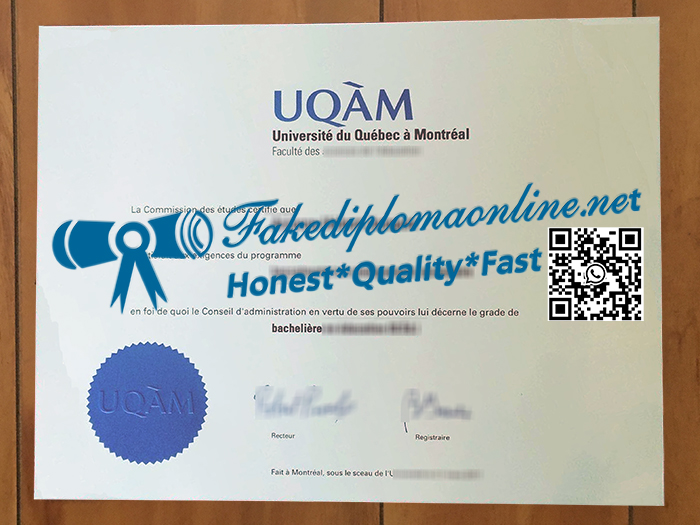 UQÀM
Université du Québec à Montréal
Faculté des
La Commission des études certifie que
Fakediplomaonline.net
exigences du programme
Honest*Quality*Fast
en foi de quoi le Conseil d'administration en vertu de ses pouvoirs lui décerne le grade de
bachelière
UQÀM
Recteur
Registraire
Fait à Montréal, sous le sceau de l'U